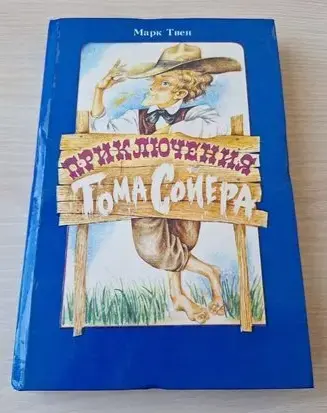 Марк Твен
ПРИКЛЮЧЕНИЯ
ТОМА СОЙЕРА